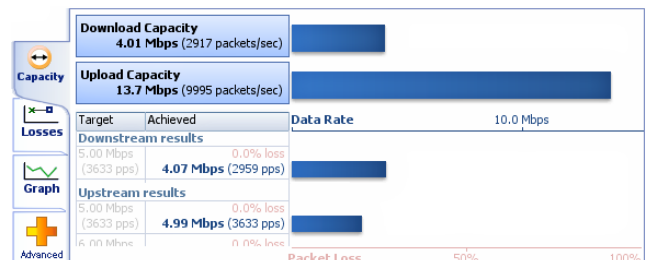 Download Capacity
4.01 Mbps (2917 packets/sec)
Capacity
Upload Capacity
13.7 Mbps (9995 packets/sec)
Losses
Target Achieved Data Rate 10.0 Mbps
Downstream results
5.00 Mbps 0.0% loss
(3633 pps) 4.07 Mbps (2959 pps)
Graph
Upstream results
5.00 Mbps 0.0% loss
(3633 pps) 4.99 Mbps (3633 pps)
6.00 Mbps 0.0% loss
Advanced
Packet Loss 50% 100%